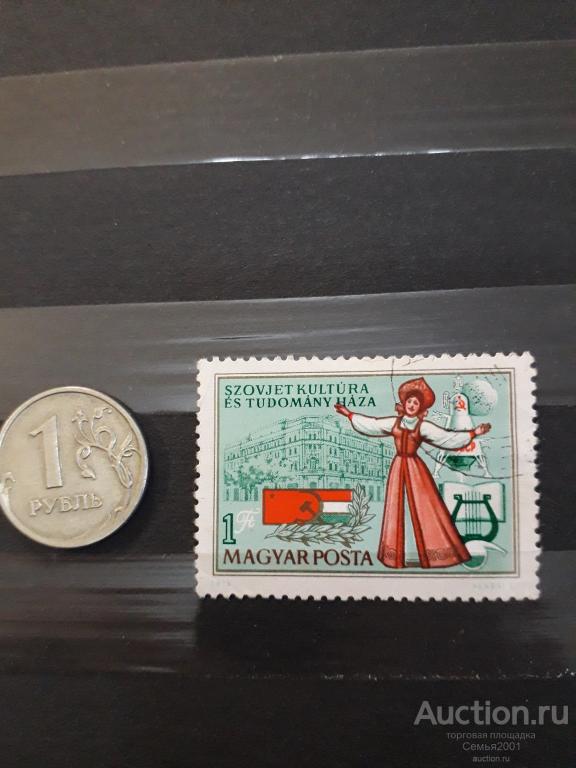 SZOVJET KULTÚRA
ÉS TUDOMÁNY HÁZA
1 Ft
MAGYAR POSTA
1
РУБЛЬ
Auction.ru
торговая площадка
Семья2001
auction.ru